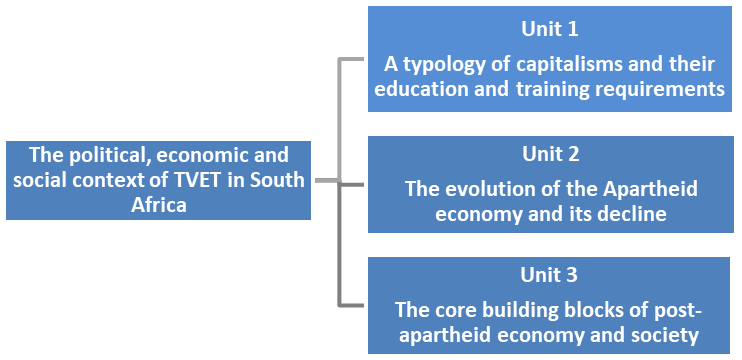 The political, economic and
social context of TVET in South
Africa
Unit 1
A typology of capitalisms and their
education and training requirements
Unit 2
The evolution of the Apartheid
economy and its decline
Unit 3
The core building blocks of post-
apartheid economy and society